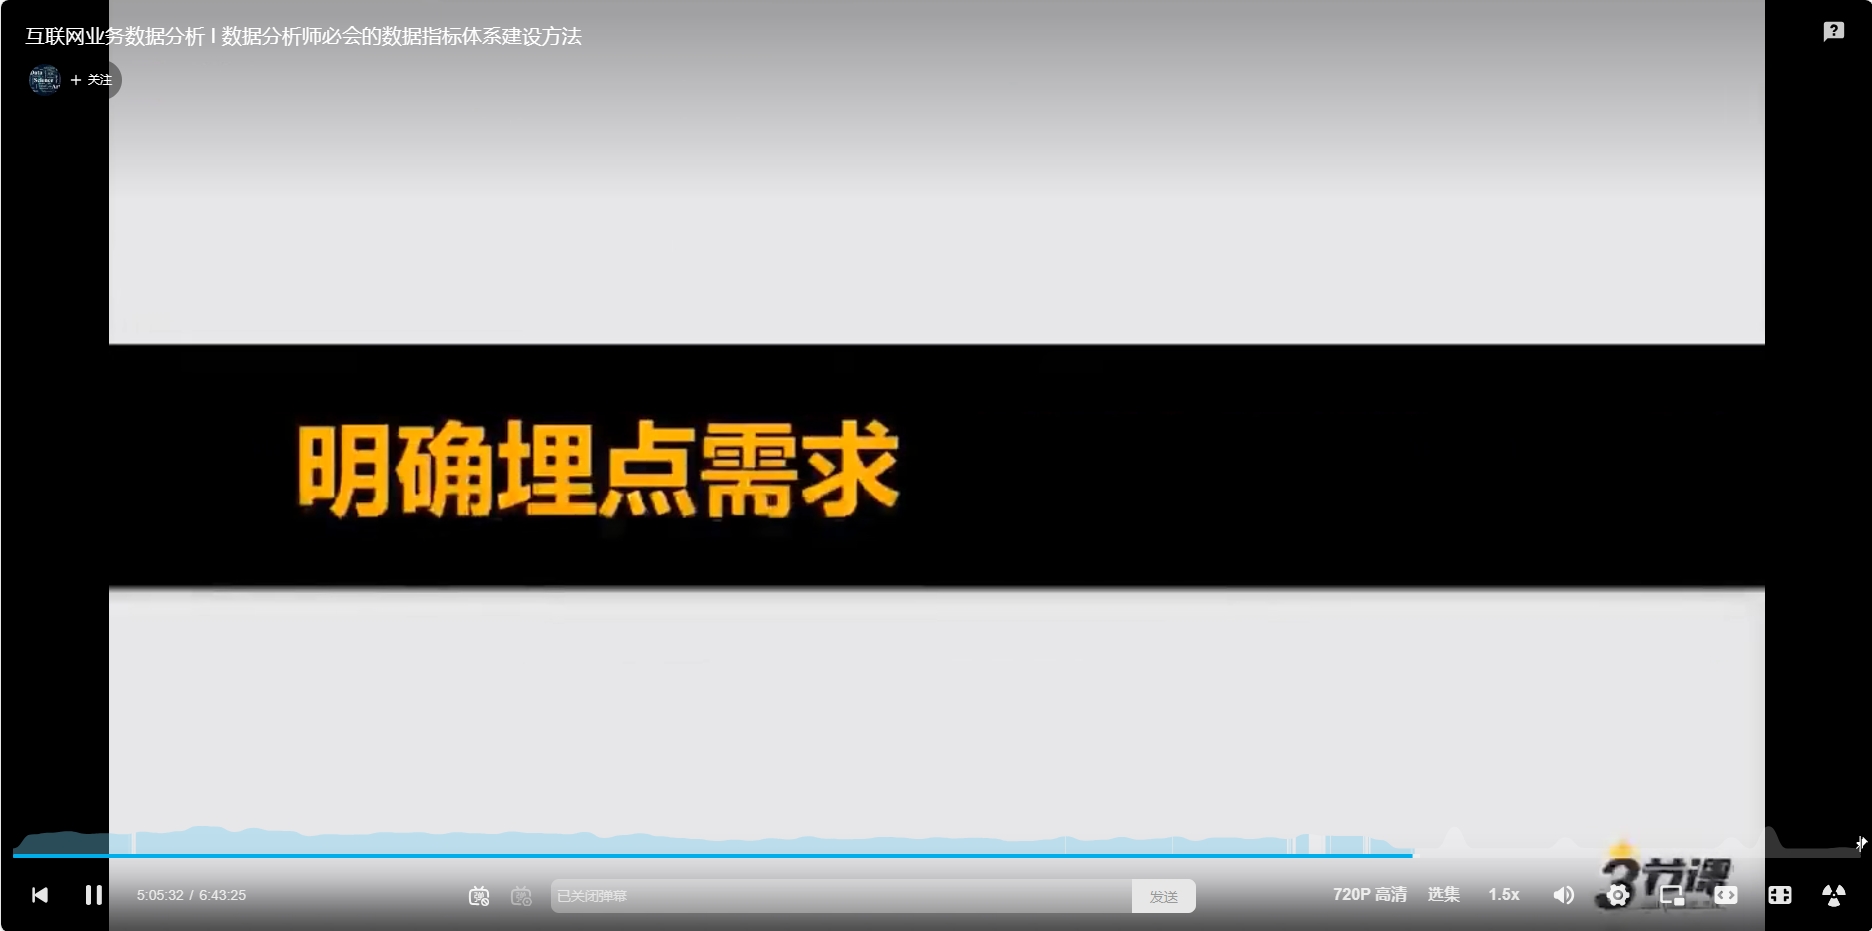 互联网业务数据分析 I 数据分析师必会的数据指标体系建设方法
+ 关注
明确埋点需求
3节课
5:05:32 / 6:43:25
已关闭弹幕
发送
720P 高清
选集
1.5x